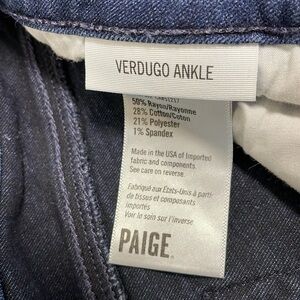 VERDUGO ANKLE
50% Rayon/Rayonne
28% Cotton/Coton
21% Polyester
1% Spandex
Made in the USA of Imported
fabric and components.
See care on reverse.
Fabriqué aux États-Unis à parti-
de tissus et composants
importés
Voir le soin sur l'inverse
PAIGE